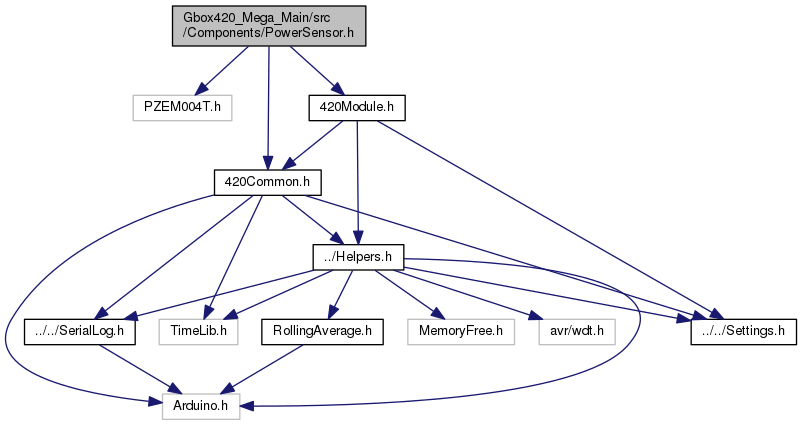 Gbox420_Mega_Main/src
/Components/PowerSensor.h
PZEM004T.h
420Module.h
420Common.h
../Helpers.h
../../SerialLog.h
TimeLib.h
RollingAverage.h
MemoryFree.h
avr/wdt.h
../../Settings.h
Arduino.h